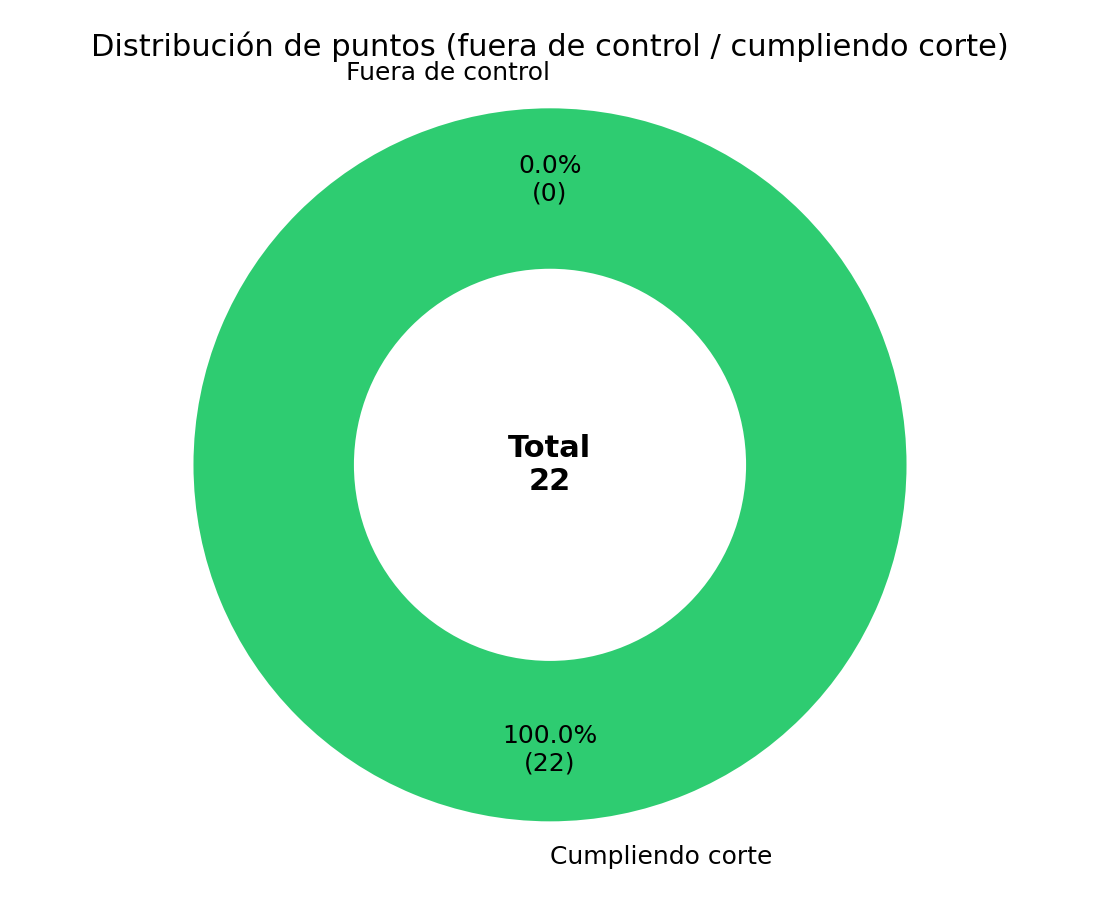 Distribución de puntos (fuera de control / cumpliendo corte)
Fuera de control
0.0%
(0)
Total
22
100.0%
(22)
Cumpliendo corte